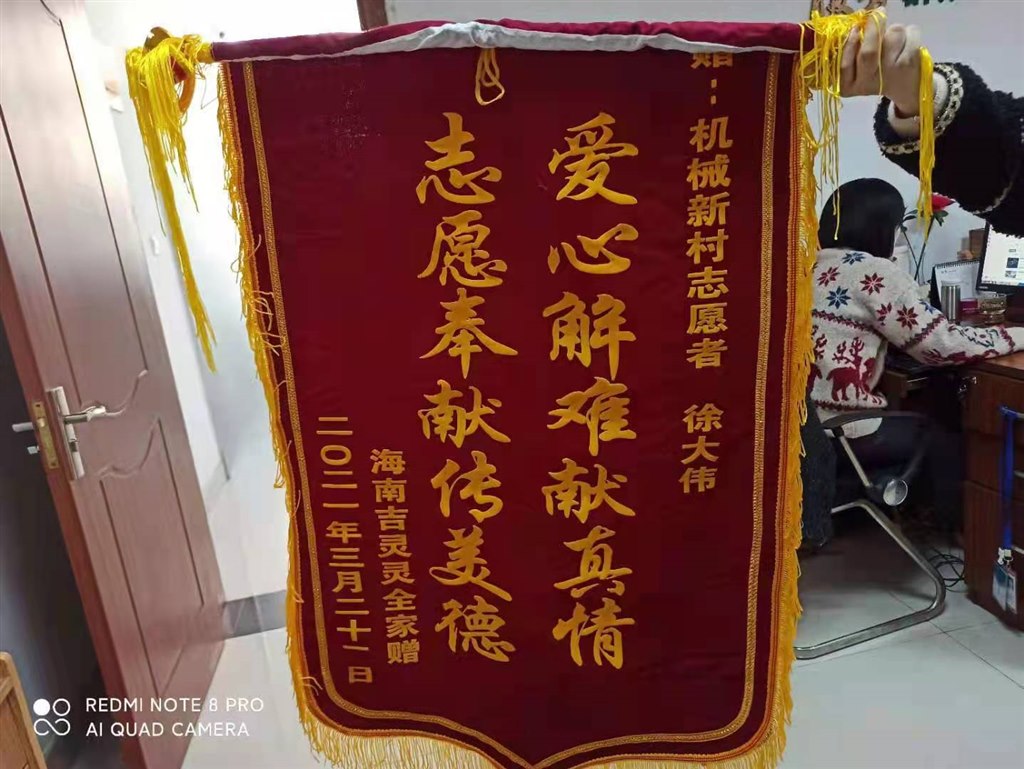 赠：机械新村志愿者 徐大伟
爱心解难献真情
志愿奉献传美德
海南吉灵灵全家赠
二〇二一年三月二十一日
REDMI NOTE 8 PRO
AI QUAD CAMERA